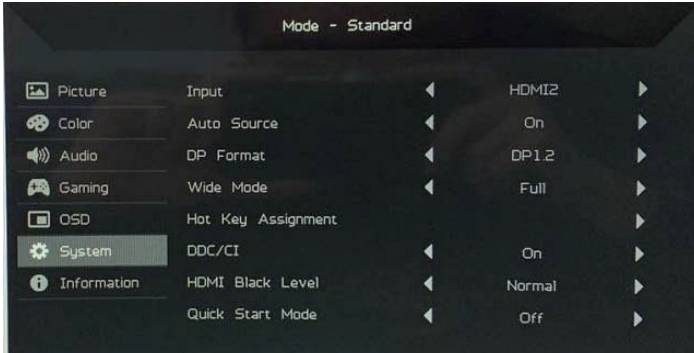 Mode - Standard
Picture Input HDMI2
Color Auto Source On
Audio DP Format DP1.2
Gaming Wide Mode Full
OSD Hot Key Assignment
System DDC/CI On
Information HDMI Black Level Normal
Quick Start Mode Off